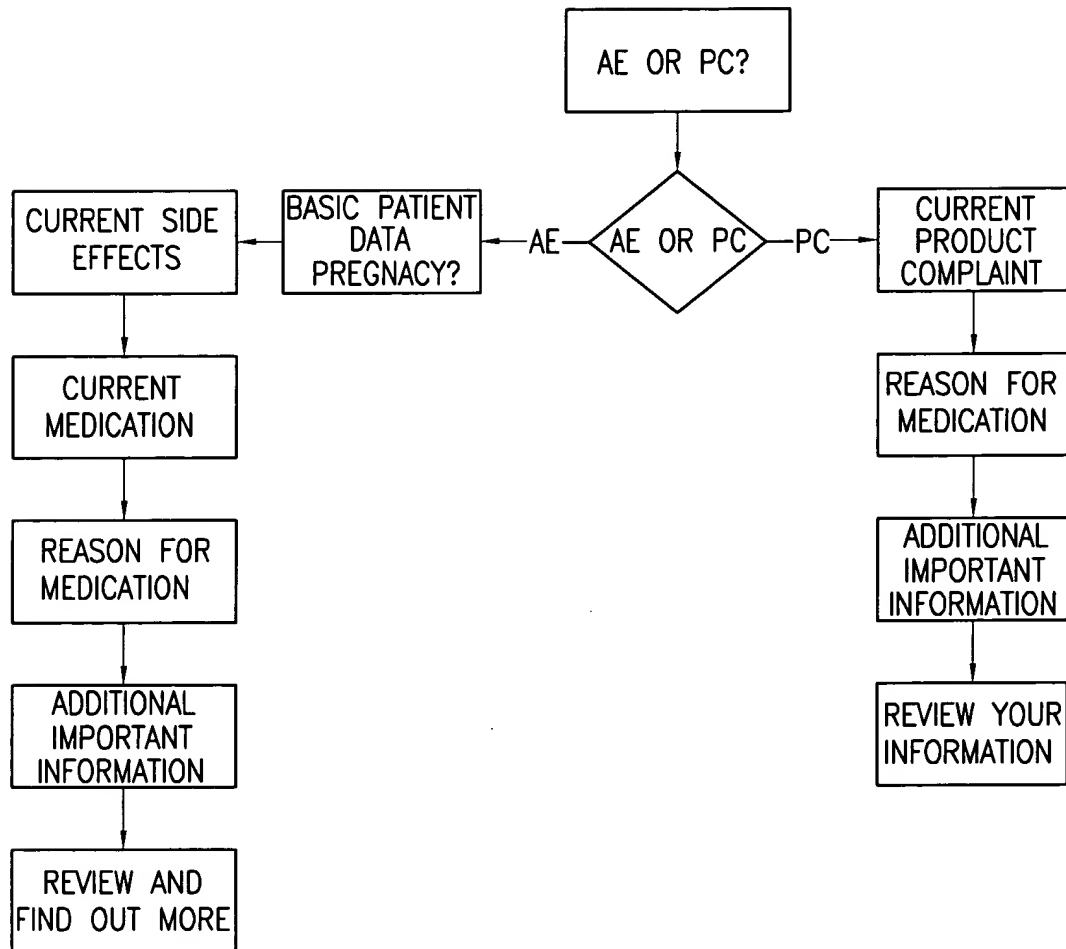 AE OR PC?
AE OR PC
AE
PC
BASIC PATIENT
DATA
PREGNACY?
CURRENT SIDE
EFFECTS
CURRENT
MEDICATION
REASON FOR
MEDICATION
ADDITIONAL
IMPORTANT
INFORMATION
REVIEW AND
FIND OUT MORE
CURRENT
PRODUCT
COMPLAINT
REASON FOR
MEDICATION
ADDITIONAL
IMPORTANT
INFORMATION
REVIEW YOUR
INFORMATION